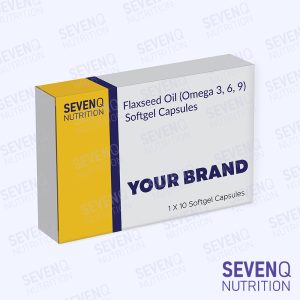 SEVENQ
NUTRITION
Flaxseed Oil (Omega 3, 6, 9)
Softgel Capsules
YOUR BRAND
1 X 10 Softgel Capsules
SEVENQ
NUTRITION